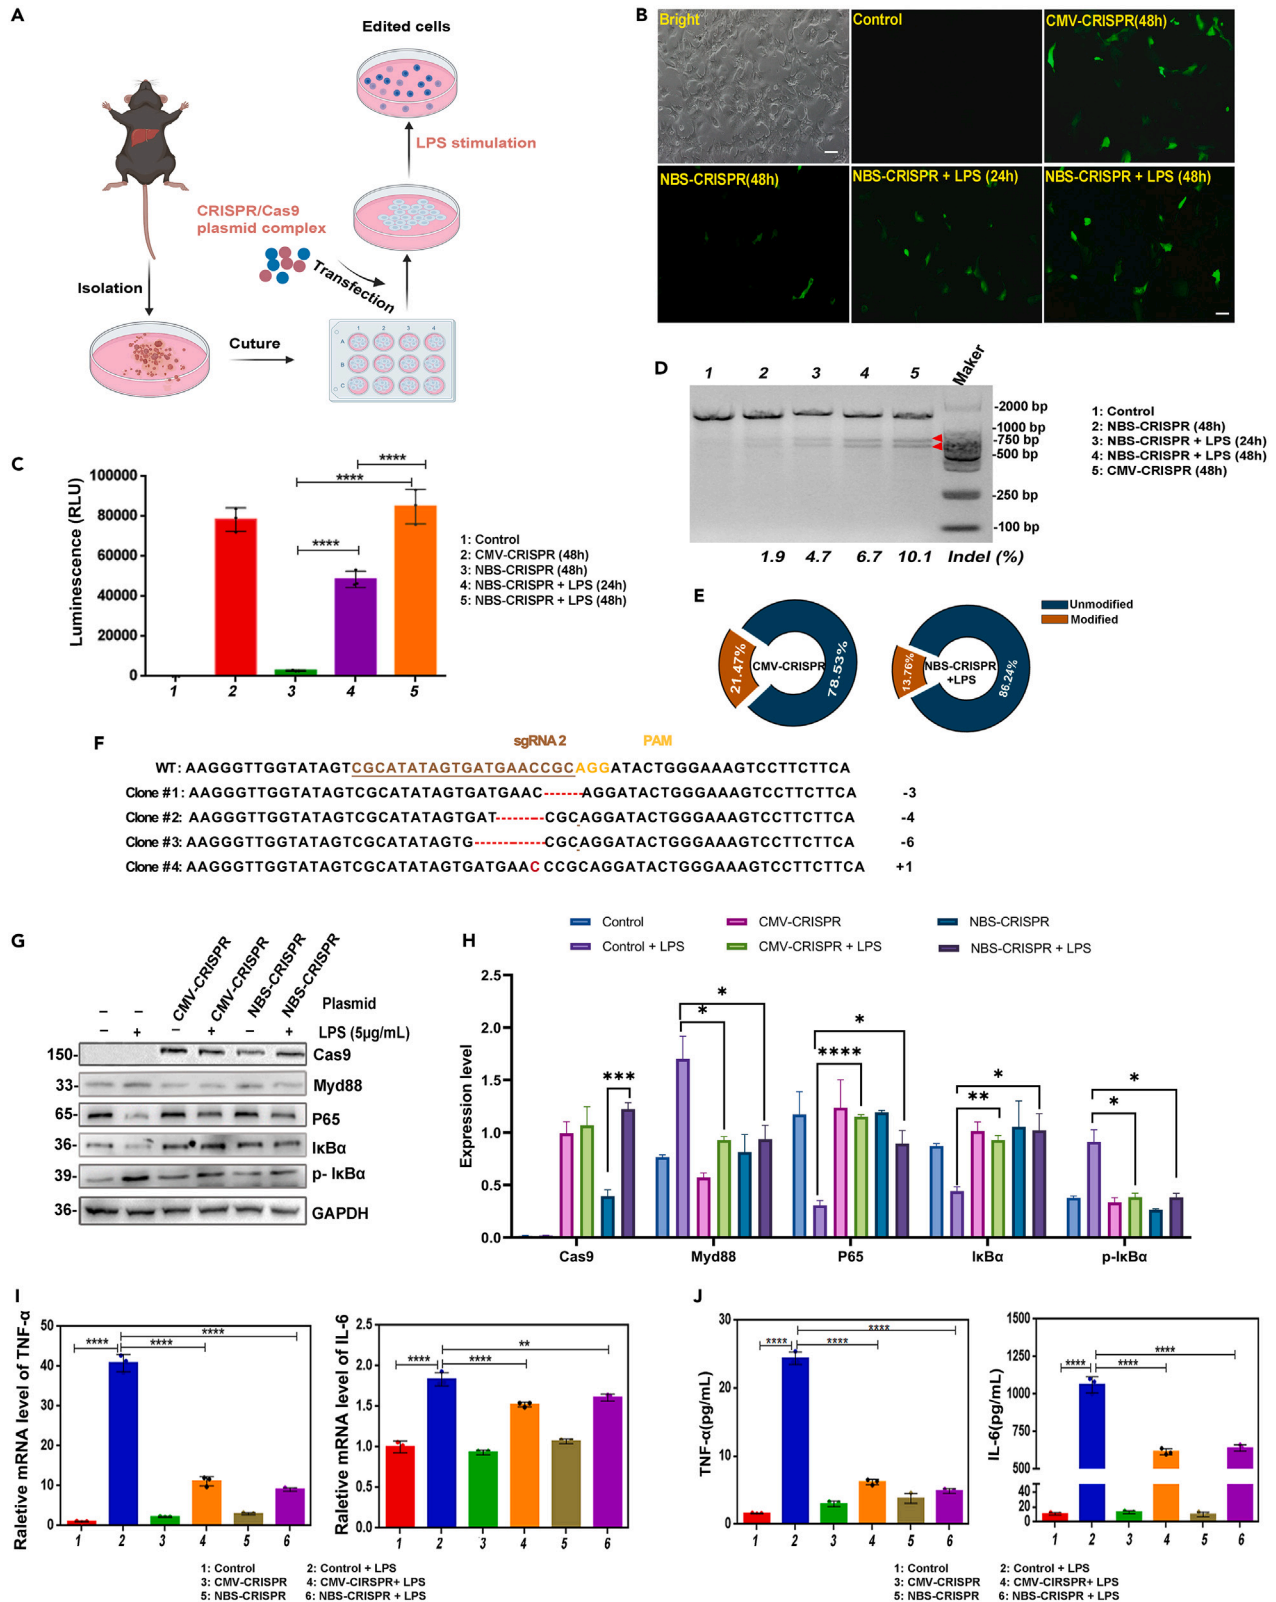 A
Edited cells
LPS stimulation
CRISPR/Cas9
plasmid complex
Transfection
Isolation
Cuture
1 2 3 4
A
B
C
B
Bright
Control
CMV-CRISPR(48h)
NBS-CRISPR(48h)
NBS-CRISPR + LPS (24h)
NBS-CRISPR + LPS (48h)
C
Luminescence (RLU)
100000
80000
60000
40000
20000
0
****
****
****
1 2 3 4 5
1: Control
2: CMV-CRISPR (48h)
3: NBS-CRISPR (48h)
4: NBS-CRISPR + LPS (24h)
5: NBS-CRISPR + LPS (48h)
D
1 2 3 4 5 Maker
-2000 bp
-1000 bp
-750 bp
-500 bp
-250 bp
-100 bp
1.9 4.7 6.7 10.1 Indel (%)
1: Control
2: NBS-CRISPR (48h)
3: NBS-CRISPR + LPS (24h)
4: NBS-CRISPR + LPS (48h)
5: CMV-CRISPR (48h)
E
21.47%
CMV-CRISPR
78.53%
13.76%
NBS-CRISPR
+LPS
86.24%
Unmodified
Modified
F
sgRNA 2 PAM
WT: AAGGGTTGGTATAGTCGCATATAGTGATGAACCGCAGGATACTGGGAAAGTCCTTCTTCA
Clone #1: AAGGGTTGGTATAGTCGCATATAGTGATGAAC------AGGATACTGGGAAAGTCCTTCTTCA -3
Clone #2: AAGGGTTGGTATAGTCGCATATAGTGAT--------CGCAGGATACTGGGAAAGTCCTTCTTCA -4
Clone #3: AAGGGTTGGTATAGTCGCATATAGTG-----------CGCAGGATACTGGGAAAGTCCTTCTTCA -6
Clone #4: AAGGGTTGGTATAGTCGCATATAGTGATGAACCCGCAGGATACTGGGAAAGTCCTTCTTCA +1
G
– – CMV-CRISPR CMV-CRISPR NBS-CRISPR NBS-CRISPR Plasmid
– + – + – + LPS (5μg/mL)
150- Cas9
33- Myd88
65- P65
36- IκBα
39- p- IκBα
36- GAPDH
H
Control
CMV-CRISPR
NBS-CRISPR
Control + LPS
CMV-CRISPR + LPS
NBS-CRISPR + LPS
Expression level
2.5
2.0
1.5
1.0
0.5
0.0
***
*
*
*
****
*
**
*
*
Cas9 Myd88 P65 IκBα p-IκBα
I
Raletive mRNA level of TNF-α
50
40
30
20
10
0
****
****
****
1 2 3 4 5 6
Raletive mRNA level of IL-6
2.5
2.0
1.5
1.0
0.5
0.0
**
****
****
1 2 3 4 5 6
1: Control 2: Control + LPS
3: CMV-CRISPR 4: CMV-CIRSPR+ LPS
5: NBS-CRISPR 6: NBS-CRISPR + LPS
J
TNF-α(pg/mL)
30
20
10
0
****
****
****
1 2 3 4 5 6
IL-6(pg/mL)
1500
1250
1000
750
500
20
10
0
****
****
****
1 2 3 4 5 6
1: Control 2: Control + LPS
3: CMV-CRISPR 4: CMV-CIRSPR+ LPS
5: NBS-CRISPR 6: NBS-CRISPR + LPS